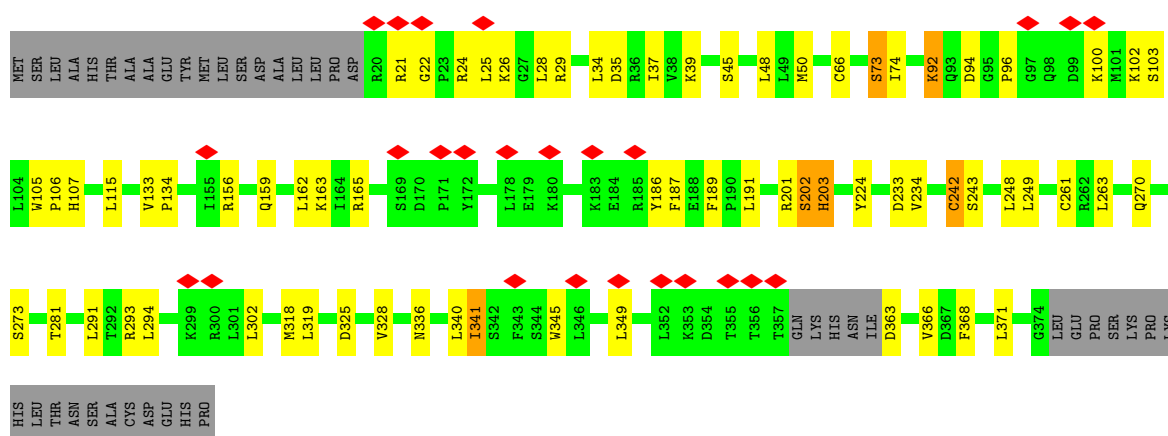 MET SER LEU ALA HIS THR ALA ALA GLU TYR MET LEU SER ASP ALA LEU LEU PRO ASP R20 R21 G22 P23 R24 L25 K26 G27 L28 R29 L34 D35 R36 I37 V38 K39 S45 L48 L49 M50 C66 S73 I74 K92 Q93 D94 G95 P96 G97 Q98 D99 K100 M101 K102 S103
L104 W105 P106 H107 L115 V133 P134 I155 R156 Q159 L162 K163 I164 R165 S169 D170 P171 Y172 L178 E179 K180 K183 E184 R185 Y186 F187 E188 F189 P190 L191 R201 S202 H203 Y224 D233 V234 C242 S243 L248 L249 C261 R262 L263 Q270
S273 T281 L291 T292 R293 L294 K299 R300 L301 L302 M318 L319 D325 V328 N336 L340 I341 S342 F343 S344 W345 L346 L349 L352 K353 D354 T355 T356 T357 GLN LYS HIS ASN ILE D363 V366 D367 F368 L371 G374 LEU GLU PRO SER LYS PRO
HIS LEU THR ASN SER ALA CYS ASP GLU HIS PRO